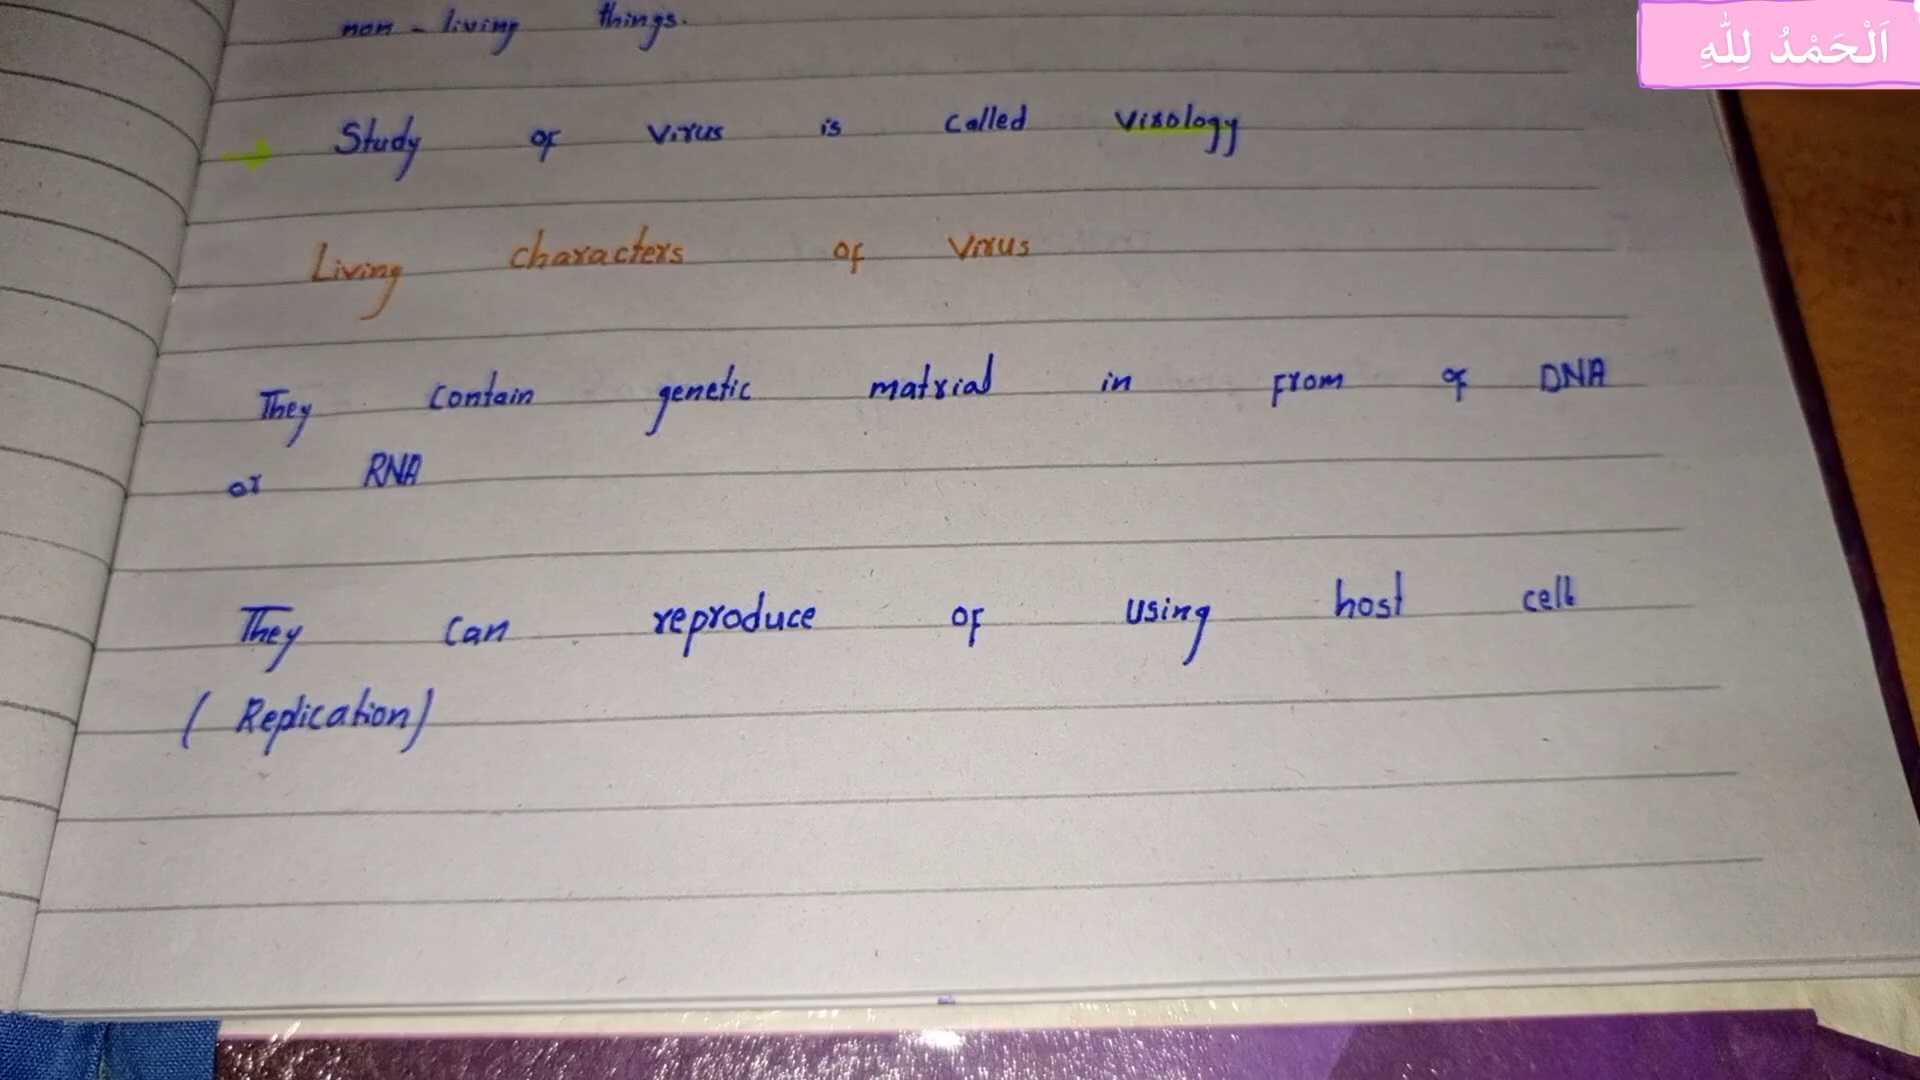 non-living things.
اَلْحَمْدُ لِلّٰهِ
→ Study of virus is called virology
Living characters of virus
They contain genetic matrial in from of DNA
or RNA
They can reproduce of using host cell
(Replication)